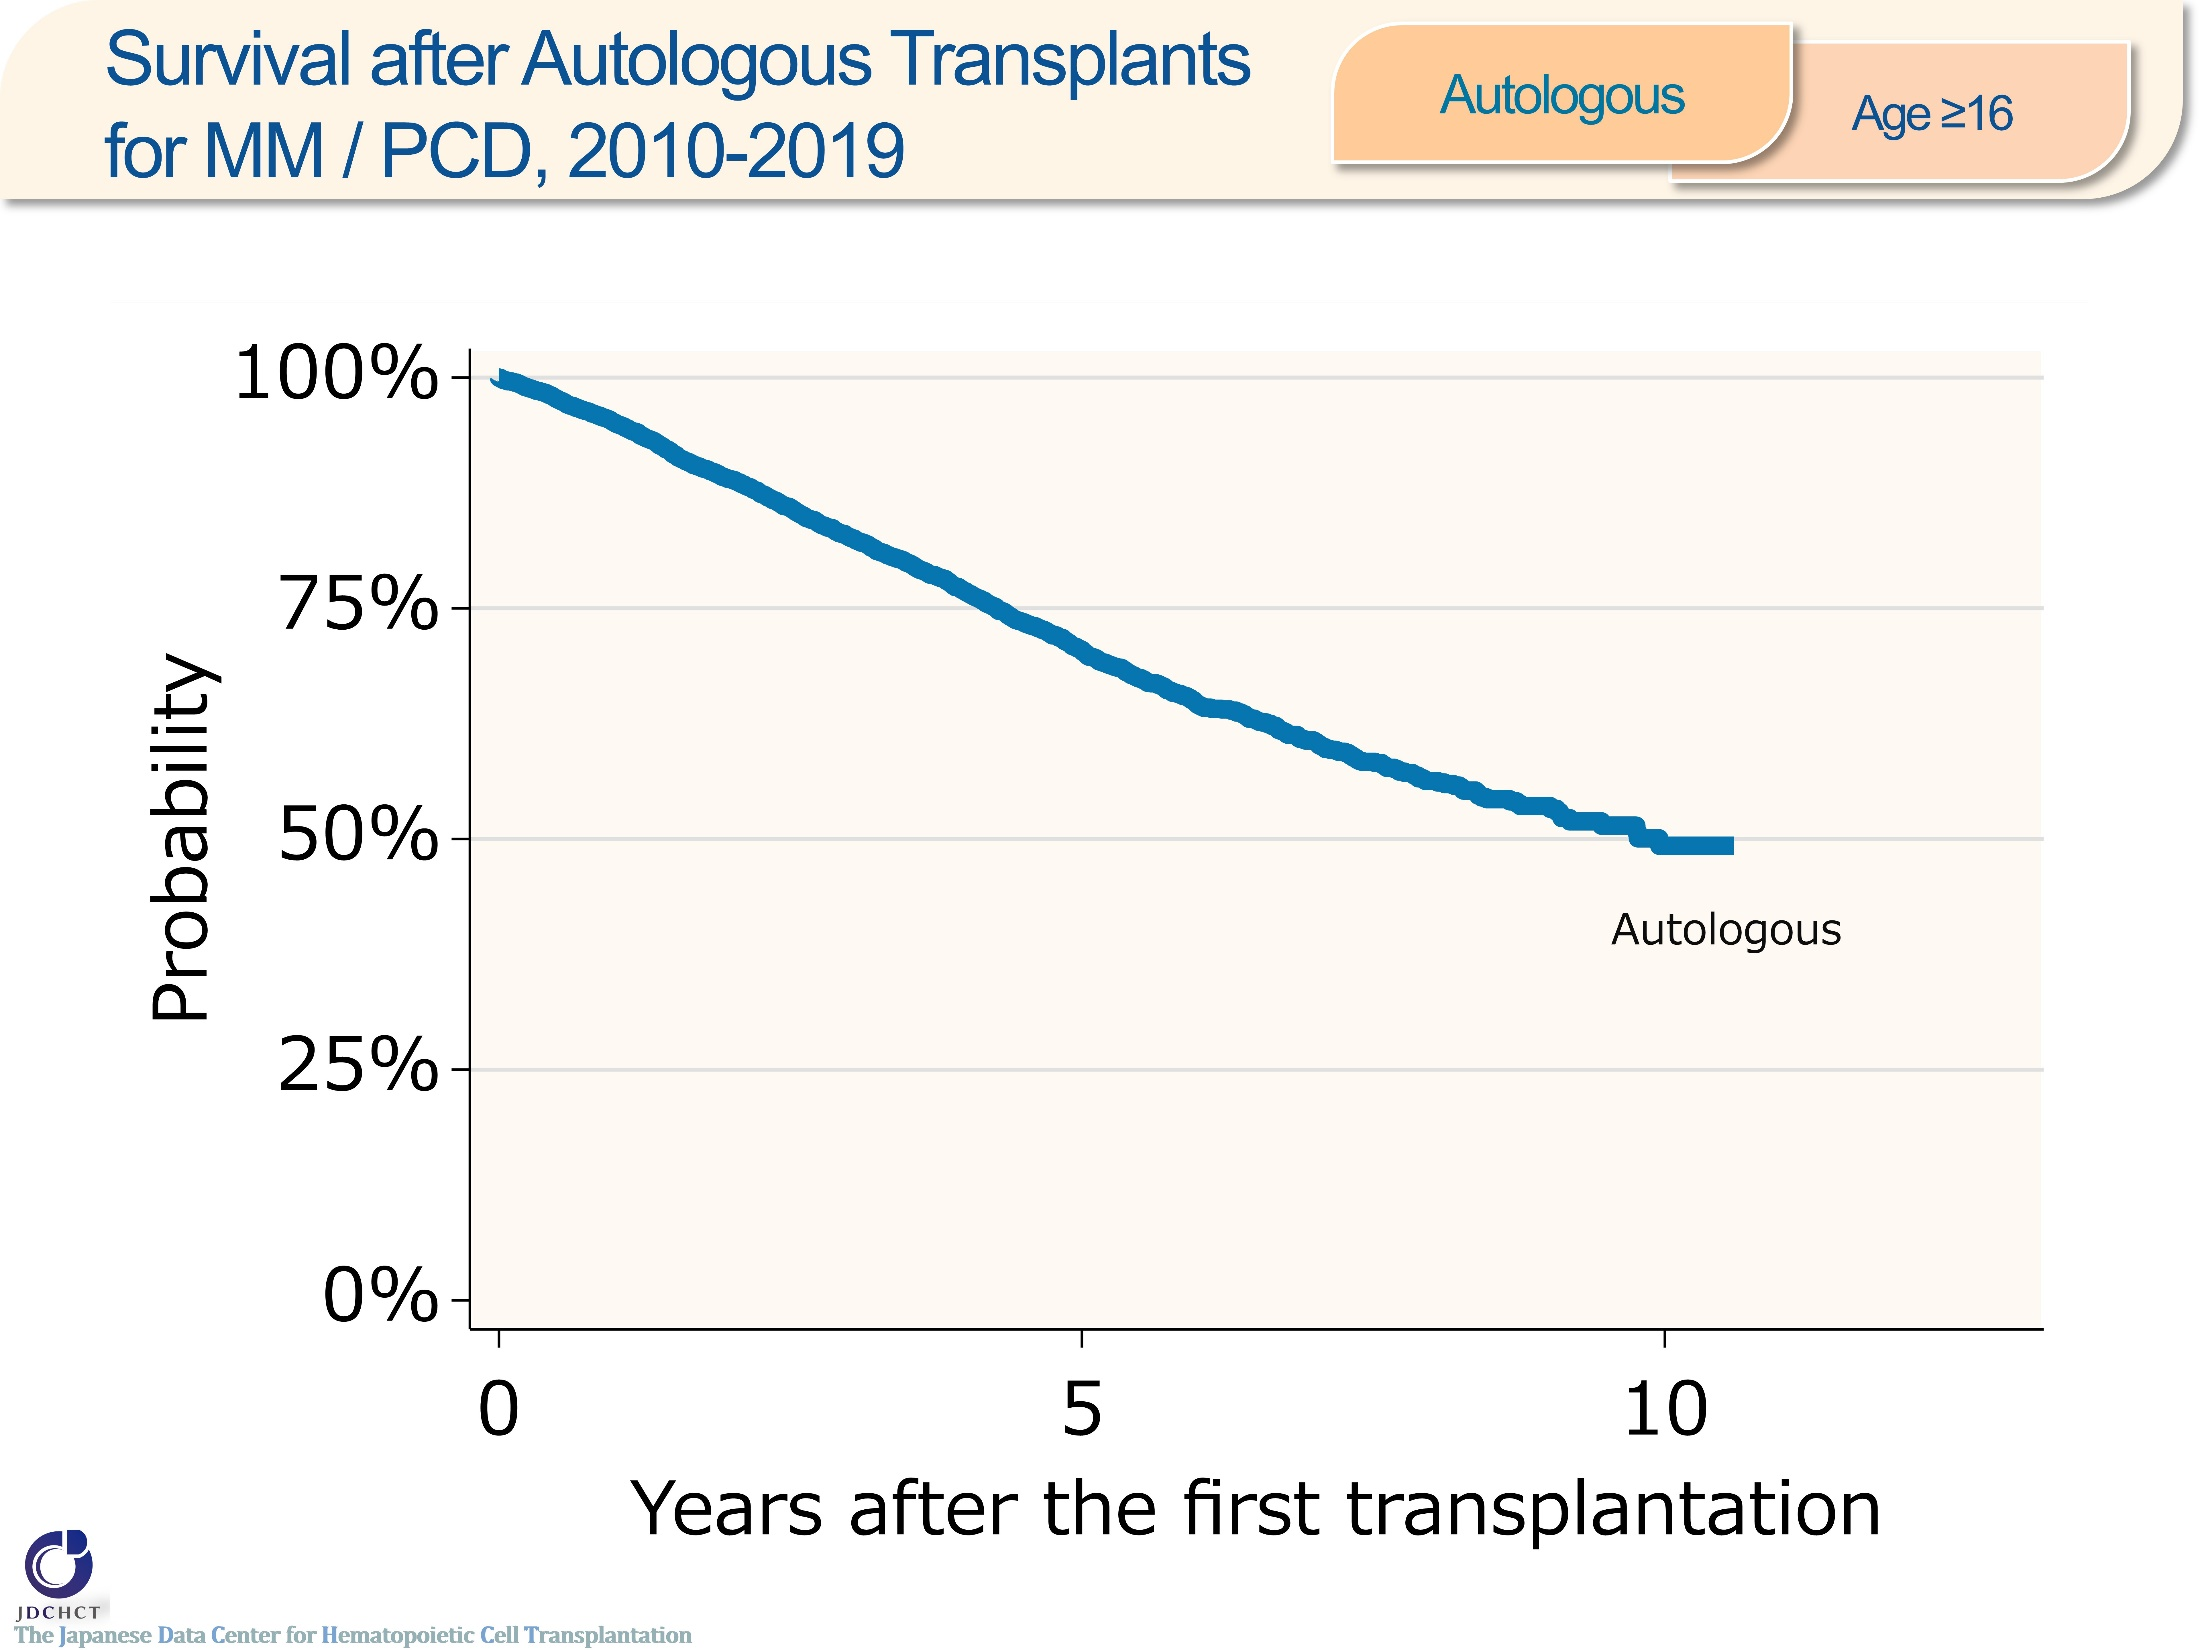 Survival after Autologous Transplants
for MM / PCD, 2010-2019
Autologous
Age ≥16
100%
75%
50%
25%
0%
Probability
Autologous
0
5
10
Years after the first transplantation
JDCHCT
The Japanese Data Center for Hematopoietic Cell Transplantation